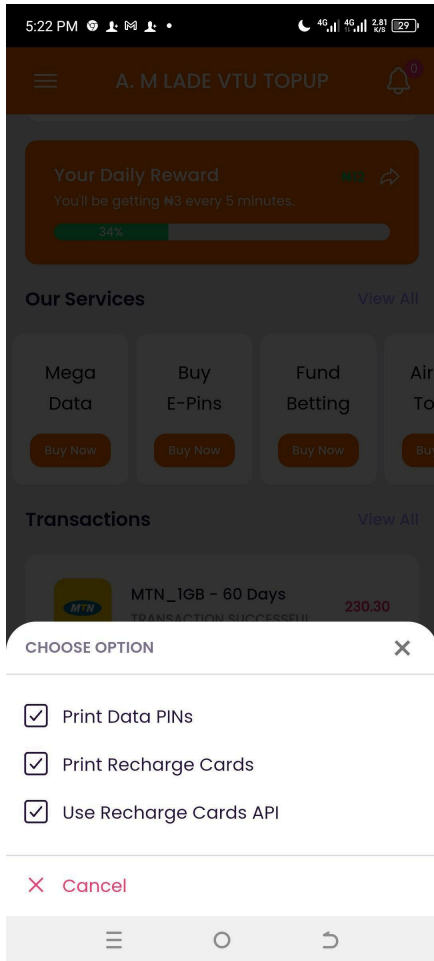 5:22 PM 4G 4G 2.81 K/S 29
A. M LADE VTU TOPUP 0
Your Daily Reward
You'll be getting ₦3 every 5 minutes.
34%
Our Services View All
Mega Data
Buy Now
Buy E-Pins
Buy Now
Fund Betting
Buy Now
Air
To
Bu
Transactions View All
MTN MTN_1GB - 60 Days
TRANSACTION SUCCESSFUL
230.30
CHOOSE OPTION
Print Data PINs
Print Recharge Cards
Use Recharge Cards API
Cancel